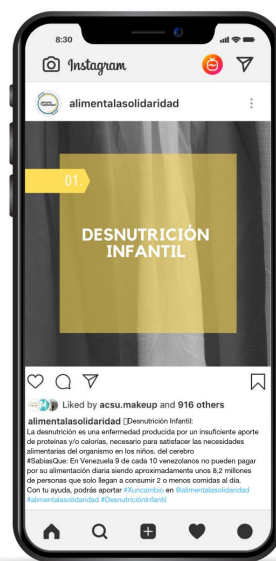 8:30
Instagram
alimentalasolidaridad
01.
DESNUTRICIÓN
INFANTIL
Liked by acsu.makeup and 916 others
alimentalasolidaridad Desnutrición Infantil:
La desnutrición es una enfermedad producida por un insuficiente aporte
de proteinas y/o calorías, necesario para satisfacer las necesidades
alimentarias del organismo en los niños, del cerebro
#SabiasQue: En Venezuela 9 de cada 10 venezolanos no pueden pagar
por su alimentación diaria siendo aproximadamente unos 8,2 millones
de personas que solo llegan a consumir 2 o menos comidas al día.
Con tu ayuda, podrás aportar #Xuncambio en @alimentalasolidaridad
#alimentalasolidaridad #DesnutricionInfantil